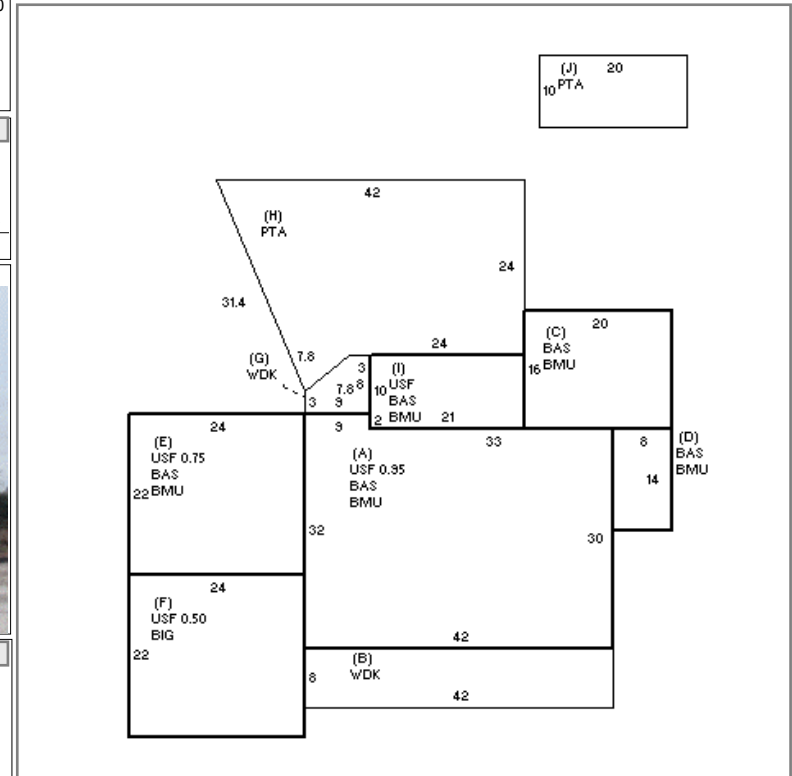 (J) 20
10 PTA
42
(H)
PTA
24
31.4
20
(C)
BAS
16 BMU
24
7.8
(G)
WDK
3
(I)
7.8 8 10 USF
BAS
3 9 2 BMU 21
24
9
33
8
(D)
BAS
BMU
14
(E)
USF 0.75
BAS
22 BMU
(A)
USF 0.95
BAS
BMU
32
30
24
(F)
USF 0.50
BIG
22
42
(B)
WDK
8
42